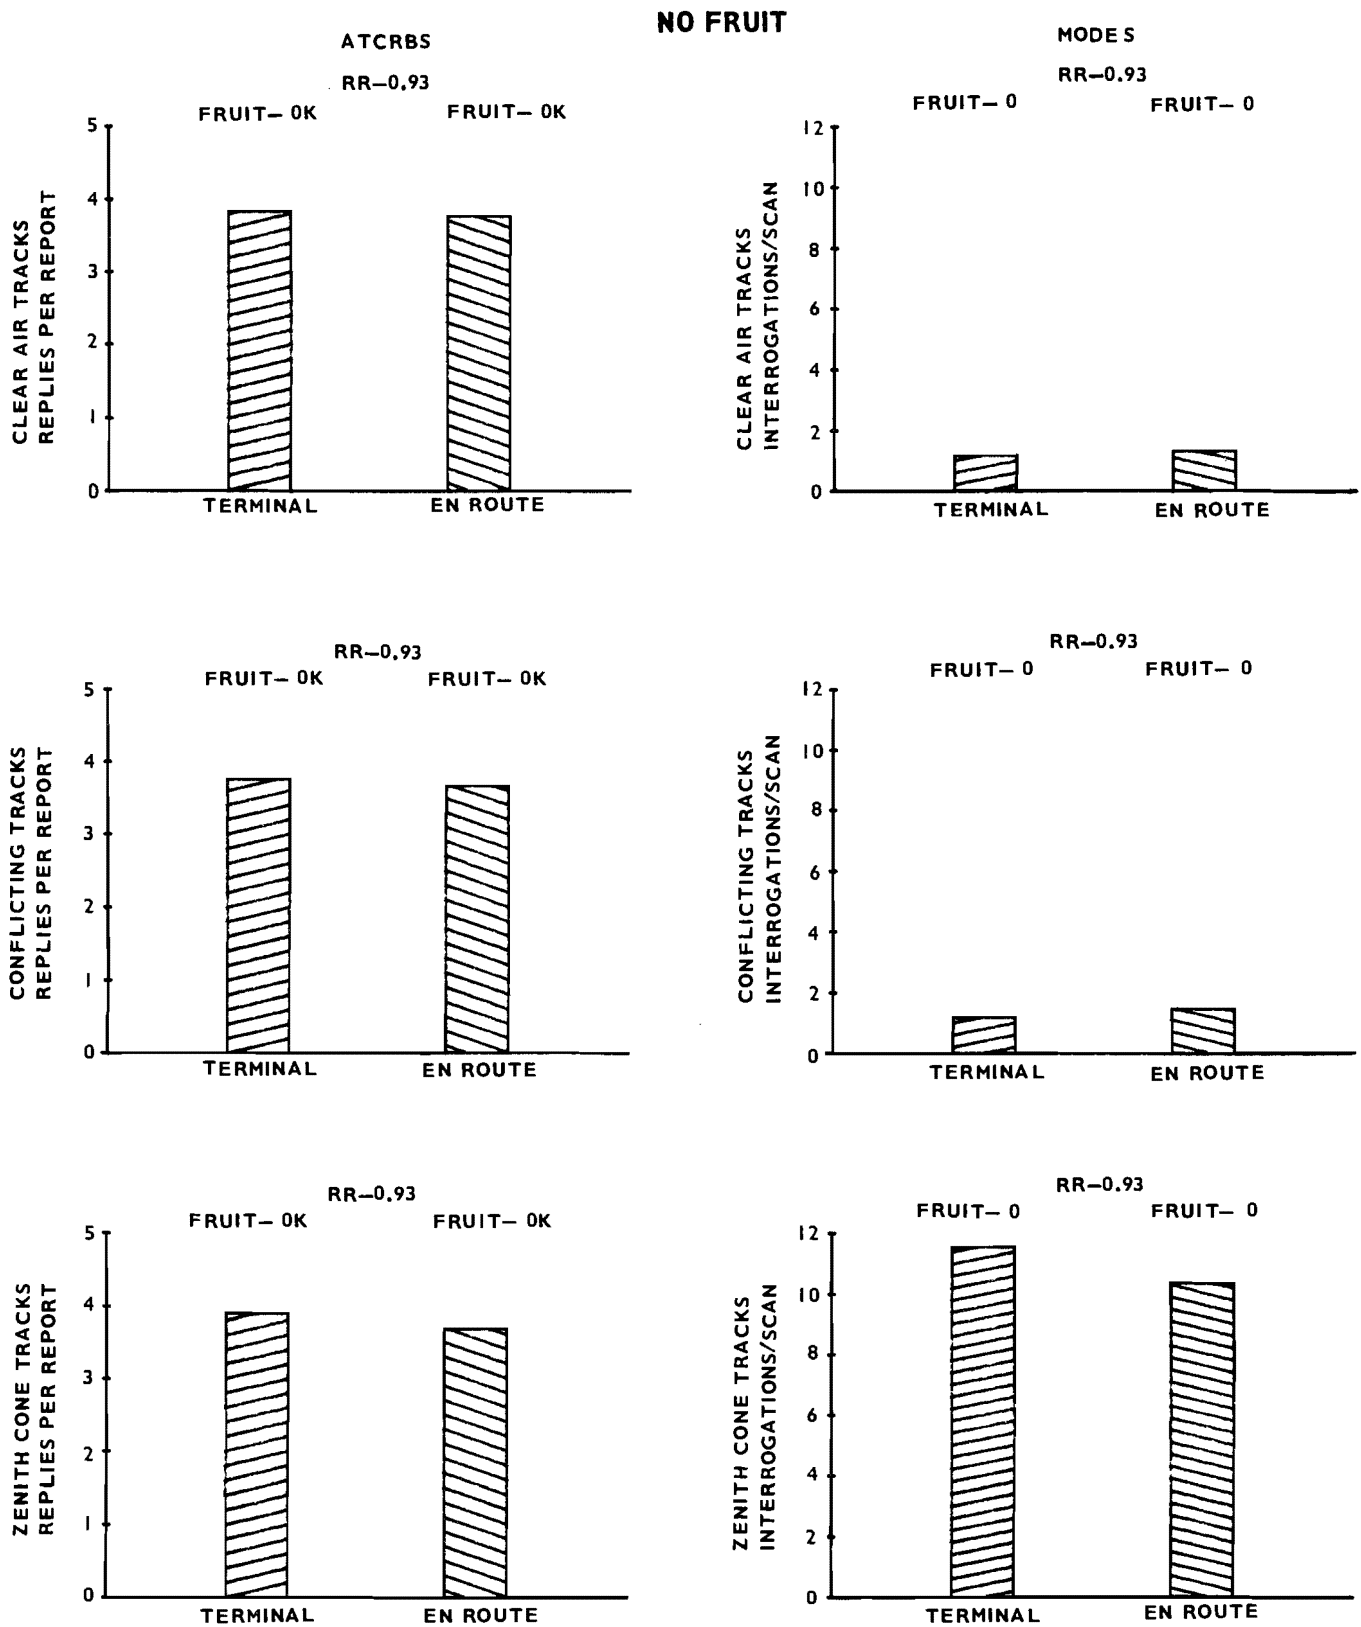 NO FRUIT
ATCRBS
RR–0.93
FRUIT– 0K
FRUIT– 0K
5
4
3
2
1
0
CLEAR AIR TRACKS
REPLIES PER REPORT
TERMINAL
EN ROUTE
MODE S
RR–0.93
FRUIT– 0
FRUIT– 0
12
10
8
6
4
2
0
CLEAR AIR TRACKS
INTERROGATIONS/SCAN
TERMINAL
EN ROUTE
RR–0.93
FRUIT– 0K
FRUIT– 0K
5
4
3
2
1
0
CONFLICTING TRACKS
REPLIES PER REPORT
TERMINAL
EN ROUTE
RR–0.93
FRUIT– 0
FRUIT– 0
12
10
8
6
4
2
0
CONFLICTING TRACKS
INTERROGATIONS/SCAN
TERMINAL
EN ROUTE
RR–0.93
FRUIT– 0K
FRUIT– 0K
5
4
3
2
1
0
ZENITH CONE TRACKS
REPLIES PER REPORT
TERMINAL
EN ROUTE
RR–0.93
FRUIT– 0
FRUIT– 0
12
10
8
6
4
2
0
ZENITH CONE TRACKS
INTERROGATIONS/SCAN
TERMINAL
EN ROUTE